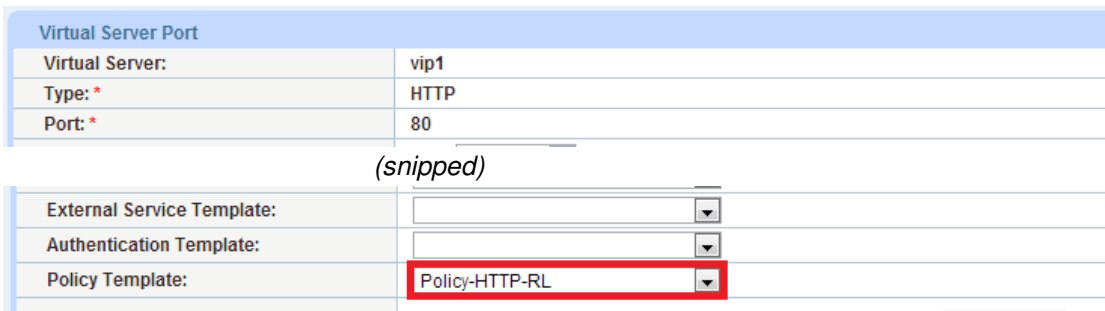 Virtual Server Port
Virtual Server: vip1
Type: * HTTP
Port: * 80
(snipped)
External Service Template:
Authentication Template:
Policy Template: Policy-HTTP-RL